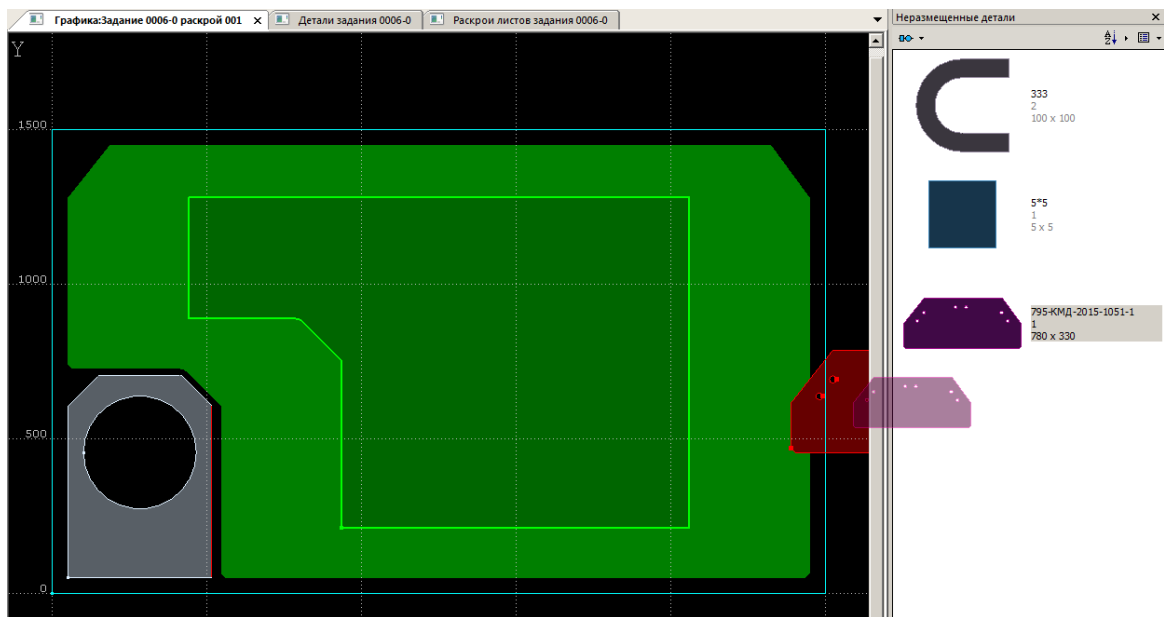 Графика:Задание 0006-0 раскрой 001
Детали задания 0006-0
Раскрои листов задания 0006-0
Неразмещенные детали
Y
1500
1000
500
0
333
2
100 x 100
5*5
1
5 x 5
795-КМД-2015-1051-1
1
780 x 330